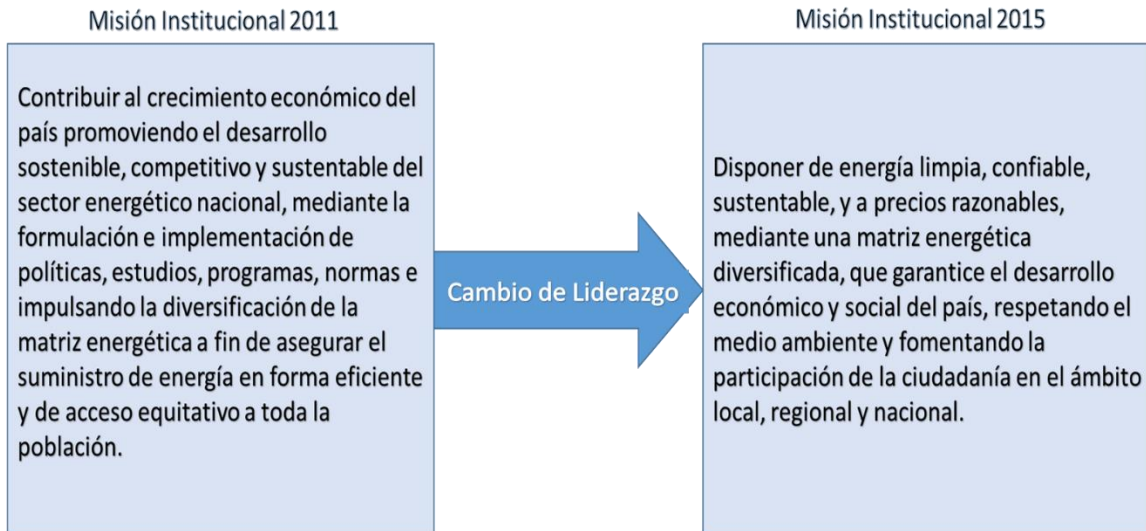 Misión Institucional 2011
Contribuir al crecimiento económico del
país promoviendo el desarrollo
sostenible, competitivo y sustentable del
sector energético nacional, mediante la
formulación e implementación de
políticas, estudios, programas, normas e
impulsando la diversificación de la
matriz energética a fin de asegurar el
suministro de energía en forma eficiente
y de acceso equitativo a toda la
población.
Cambio de Liderazgo
Misión Institucional 2015
Disponer de energía limpia, confiable,
sustentable, y a precios razonables,
mediante una matriz energética
diversificada, que garantice el desarrollo
económico y social del país, respetando el
medio ambiente y fomentando la
participación de la ciudadanía en el ámbito
local, regional y nacional.